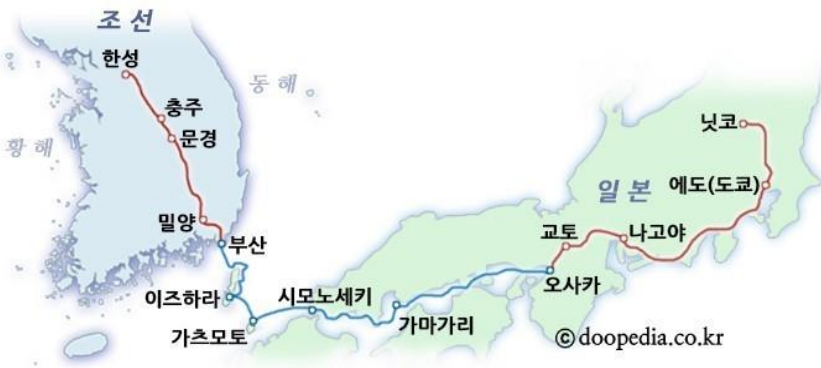 조선
한성
충주
동해
문경
황해
밀양
부산
이즈하라
가츠모토
시모노세키
가마가리
일본
닛코
에도(도쿄)
교토
나고야
오사카
ⓒdoopedia.co.kr